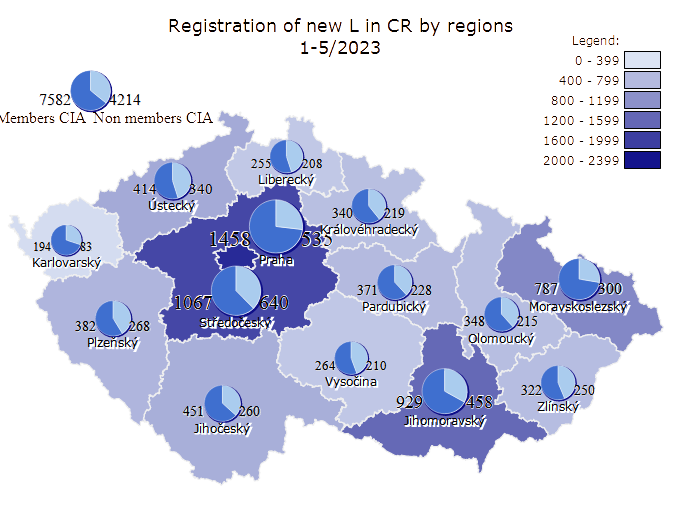 Registration of new L in CR by regions
1-5/2023
Legend:
0 - 399
400 - 799
800 - 1199
1200 - 1599
1600 - 1999
2000 - 2399
7582 4214
Members CIA Non members CIA
255 208
Liberecký
414 340
Ústecký
340 219
Královéhradecký
1458 535
Praha
194 83
Karlovarský
1067 640
Středočeský
371 228
Pardubický
787 300
Moravskoslezský
382 268
Plzeňský
348 215
Olomoucký
264 210
Vysočina
322 250
Zlínský
929 458
Jihomoravský
451 260
Jihočeský